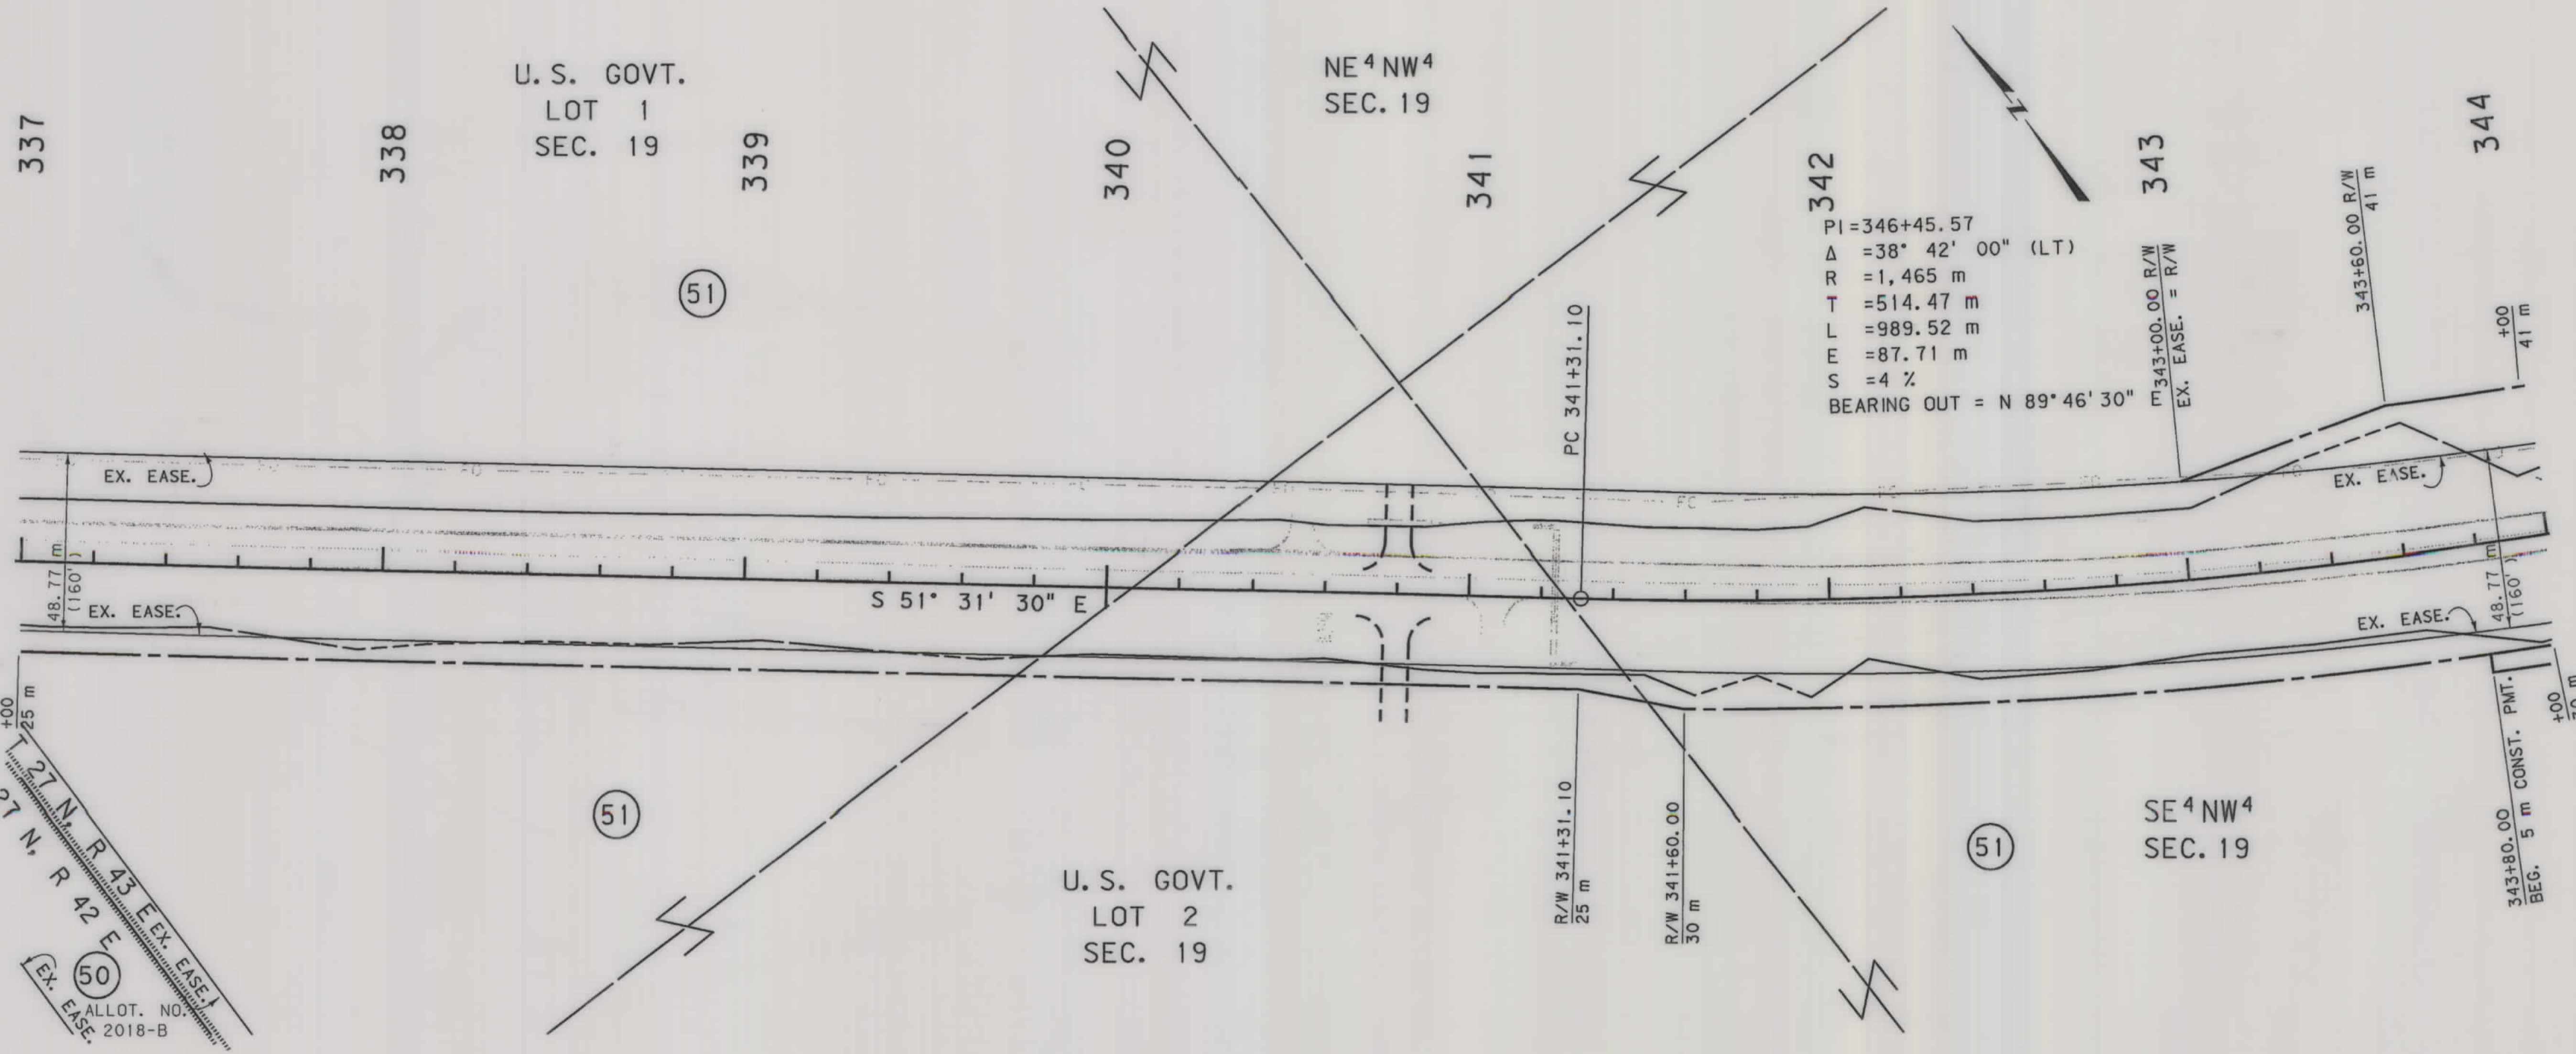 337
338
339
340
341
342
343
344
U.S. GOVT.
LOT 1
SEC. 19
NE⁴NW⁴
SEC. 19
51
PI=346+45.57
Δ =38° 42' 00" (LT)
R =1,465 m
T =514.47 m
L =989.52 m
E =87.71 m
S =4 %
BEARING OUT = N 89°46'30" E
343+00.00 R/W
EX. EASE. = R/W
343+60.00 R/W
41 m
+00
41 m
PC 341+31.10
EX. EASE.
48.77 m
(160')
EX. EASE.
S 51° 31' 30" E
EX. EASE.
48.77 m
(160')
EX. EASE.
+00
25 m
T 27 N, R 43 E
27 N, R 42 E
EX. EASE.
50
EX. EASE.
ALLOT. NO.
2018-B
51
U.S. GOVT.
LOT 2
SEC. 19
R/W 341+31.10
25 m
R/W 341+60.00
30 m
51
SE⁴NW⁴
SEC. 19
343+80.00
BEG. 5 m CONST. PMT.
+00
30 m